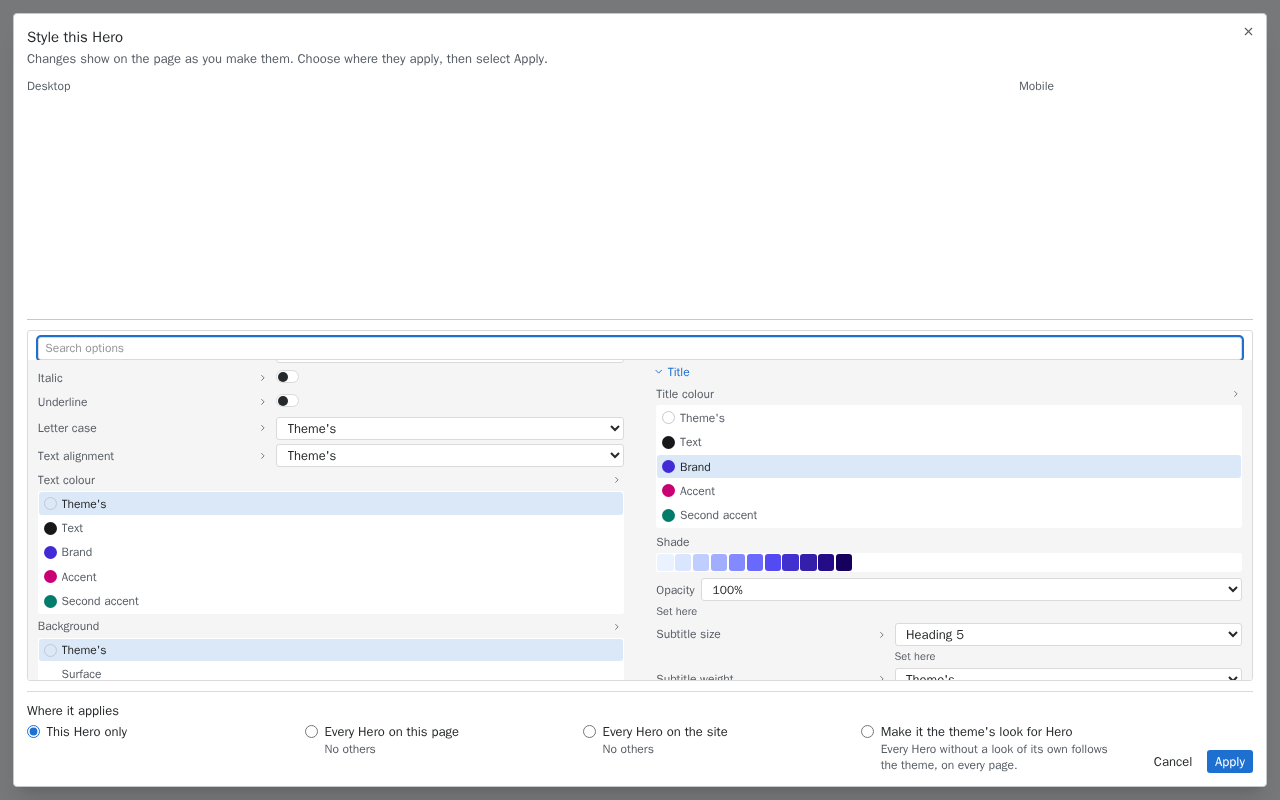 Style this Hero
×
Changes show on the page as you make them. Choose where they apply, then select Apply.
Desktop
Mobile
Search options
Italic
Underline
Letter case
Theme's
Text alignment
Theme's
Text colour
Theme's
Text
Brand
Accent
Second accent
Background
Theme's
Surface
Title
Title colour
Theme's
Text
Brand
Accent
Second accent
Shade
Opacity
100%
Set here
Subtitle size
Heading 5
Set here
Subtitle weight
Theme's
Where it applies
This Hero only
Every Hero on this page
No others
Every Hero on the site
No others
Make it the theme's look for Hero
Every Hero without a look of its own follows
the theme, on every page.
Cancel
Apply